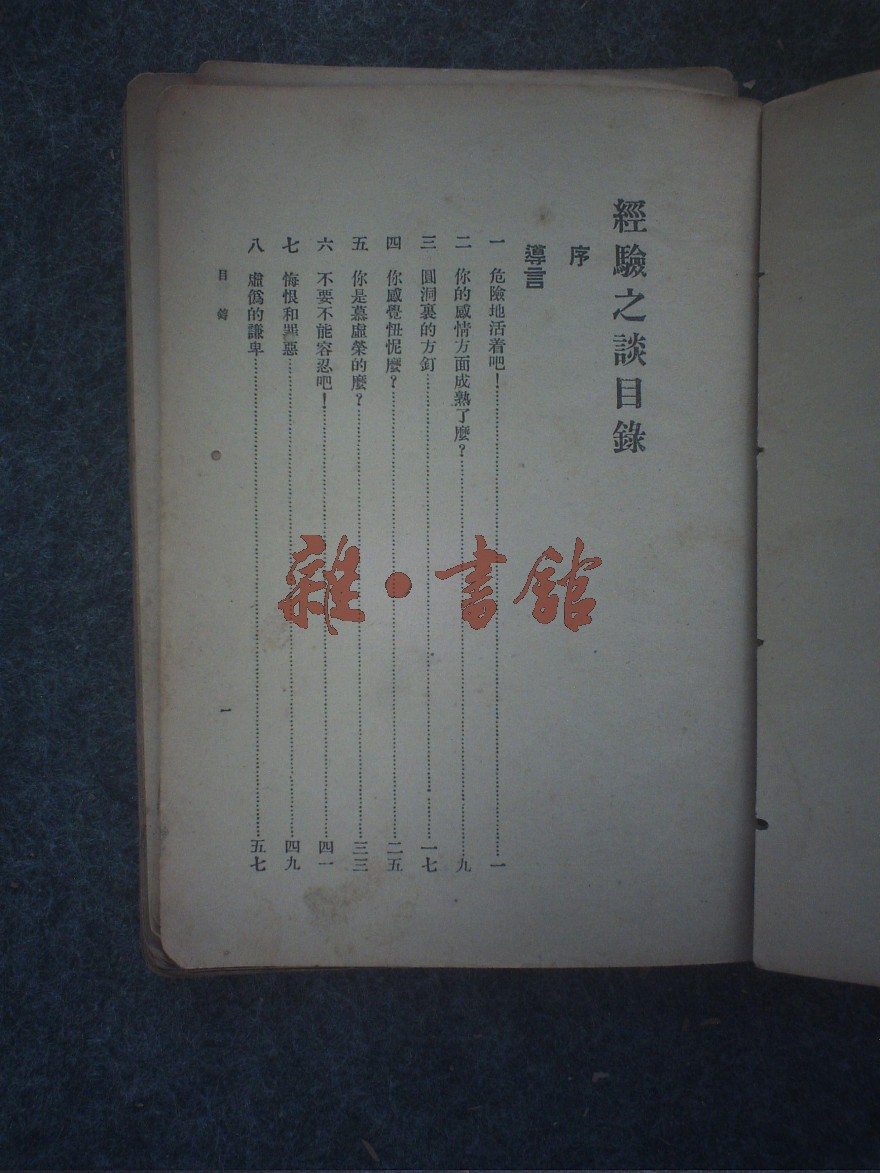 經驗之談目錄
序
導言
一 危險地活着吧！……一
二 你的感情方面成熟了麼？……九
三 圓洞裏的方釘……一七
四 你感覺忸怩麼？……二五
五 你是慕虛榮的麼？……三三
六 不要不能容忍吧！……四一
七 悔恨和罪惡……四九
八 虛僞的謙卑……五七
目錄
一
雜·書館